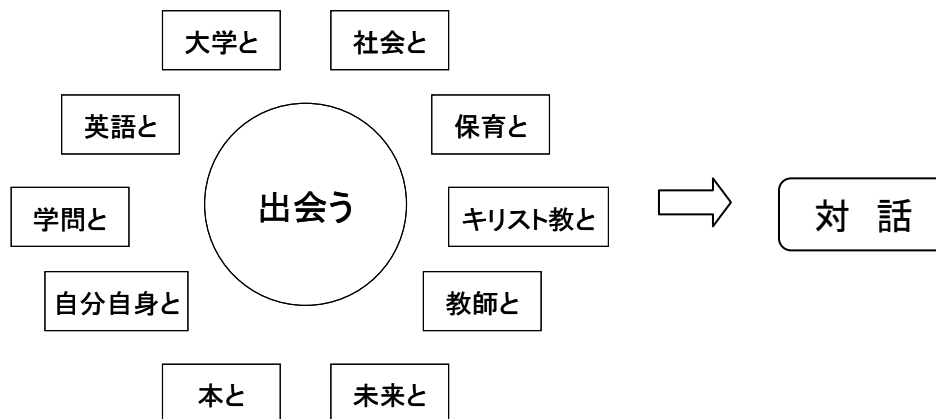 大学と
社会と
英語と
保育と
出会う
学問と
キリスト教と
対 話
自分自身と
教師と
本と
未来と